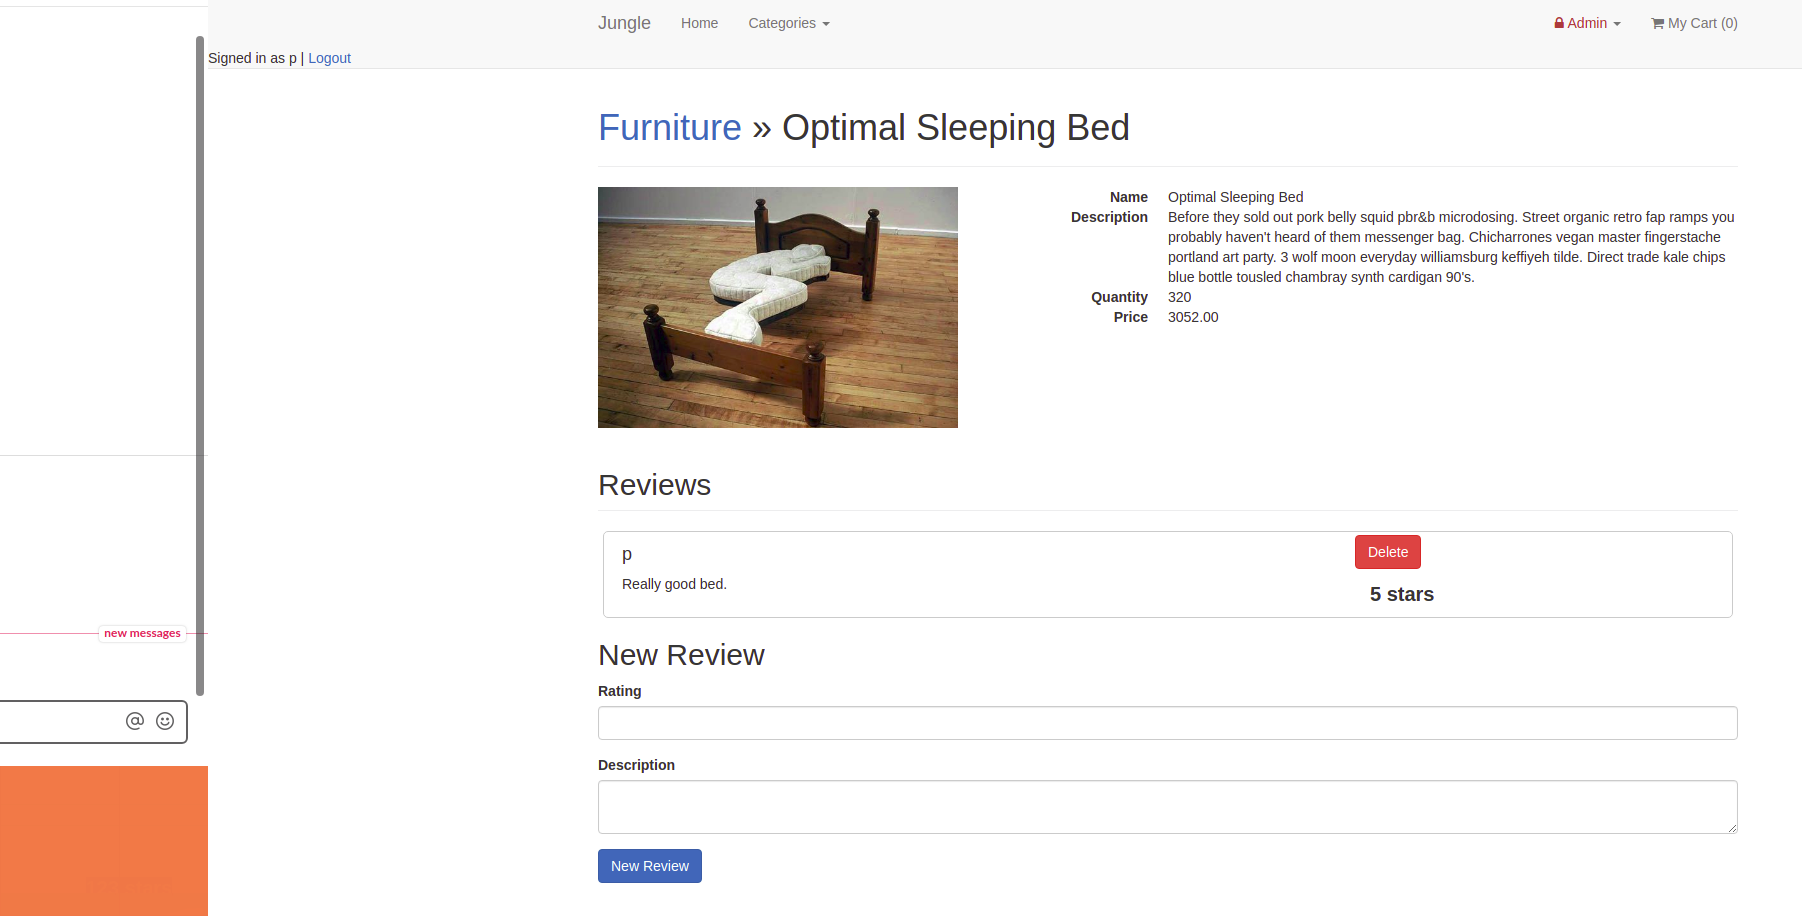 Jungle Home Categories Admin My Cart (0)
Signed in as p | Logout
Furniture » Optimal Sleeping Bed
Name Optimal Sleeping Bed
Description Before they sold out pork belly squid pbr&b microdosing. Street organic retro fap ramps you
probably haven't heard of them messenger bag. Chicharrones vegan master fingerstache
portland art party. 3 wolf moon everyday williamsburg keffiyeh tilde. Direct trade kale chips
blue bottle tousled chambray synth cardigan 90's.
Quantity 320
Price 3052.00
Reviews
p
Delete
Really good bed.
5 stars
new messages
New Review
Rating
@
Description
New Review